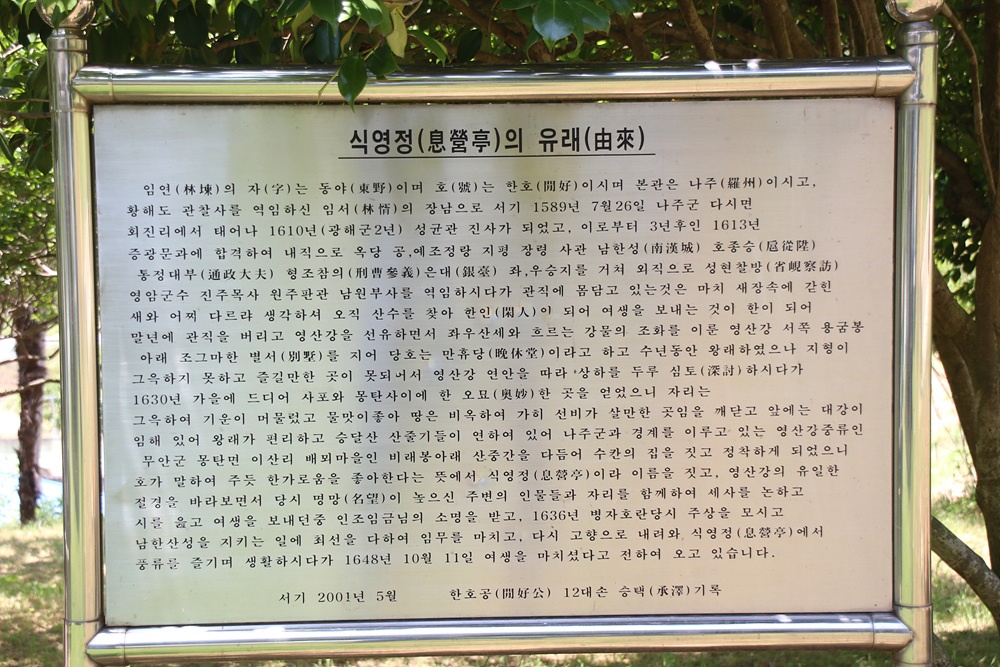 식영정(息營亭)의 유래(由來)
임연(林堜)의 자(字)는 동야(東野)이며 호(號)는 한호(閒好)이시며 본관은 나주(羅州)이시고,
황해도 관찰사를 역임하신 임서(林㥠)의 장남으로 서기 1589년 7월26일 나주군 다시면
회진리에서 태어나 1610년(광해군2년) 성균관 진사가 되었고, 이로부터 3년후인 1613년
증광문과에 합격하여 내직으로 옥당 공,예조정랑 지평 장령 사관 남한성(南漢城) 호종승(扈從陞)
통정대부(通政大夫) 형조참의(刑曹參義)은대(銀臺) 좌,우승지를 거쳐 외직으로 성현찰방(省峴察訪)
영암군수 진주목사 원주판관 남원부사를 역임하시다가 관직에 몸담고 있는것은 마치 새장속에 갇힌
새와 어찌 다르랴 생각하셔 오직 산수를 찾아 한인(閑人)이 되어 여생을 보내는 것이 한이 되어
말년에 관직을 버리고 영산강을 선유하면서 좌우산세와 흐르는 강물의 조화를 이룬 영산강 서쪽 용굴봉
아래 조그마한 별서(別墅)를 지어 당호는 만휴당(晩休堂)이라고 하고 수년동안 왕래하였으나 지형이
그윽하지 못하고 즐길만한 곳이 못되어서 영산강 연안을 따라 상하를 두루 심토(深討)하시다가
1630년 가을에 드디어 사포와 몽탄사이에 한 오묘(奧妙)한 곳을 얻었으니 자리는
그윽하여 기운이 머물렀고 물맛이좋아 땅은 비옥하여 가히 선비가 살만한 곳임을 깨닫고 앞에는 대강이
임해 있어 왕래가 편리하고 승달산 산줄기들이 연하여 있어 나주군과 경계를 이루고 있는 영산강중류인
무안군 몽탄면 이산리 배뫼마을인 비래봉아래 산중간을 다듬어 수칸의 집을 짓고 정착하게 되었으니
호가 말하여 주듯 한가로움을 좋아한다는 뜻에서 식영정(息營亭)이라 이름을 짓고, 영산강의 유일한
절경을 바라보면서 당시 명망(名望)이 높으신 주변의 인물들과 자리를 함께하여 세사를 논하고
시를 읊고 여생을 보내던중 인조임금님의 소명을 받고, 1636년 병자호란당시 주상을 모시고
남한산성을 지키는 일에 최선을 다하여 임무를 마치고, 다시 고향으로 내려와 식영정(息營亭)에서
풍류를 즐기며 생활하시다가 1648년 10월 11일 여생을 마치셨다고 전하여 오고 있습니다.
서기 2001년 5월 한호공(閒好公) 12대손 승택(承澤)기록